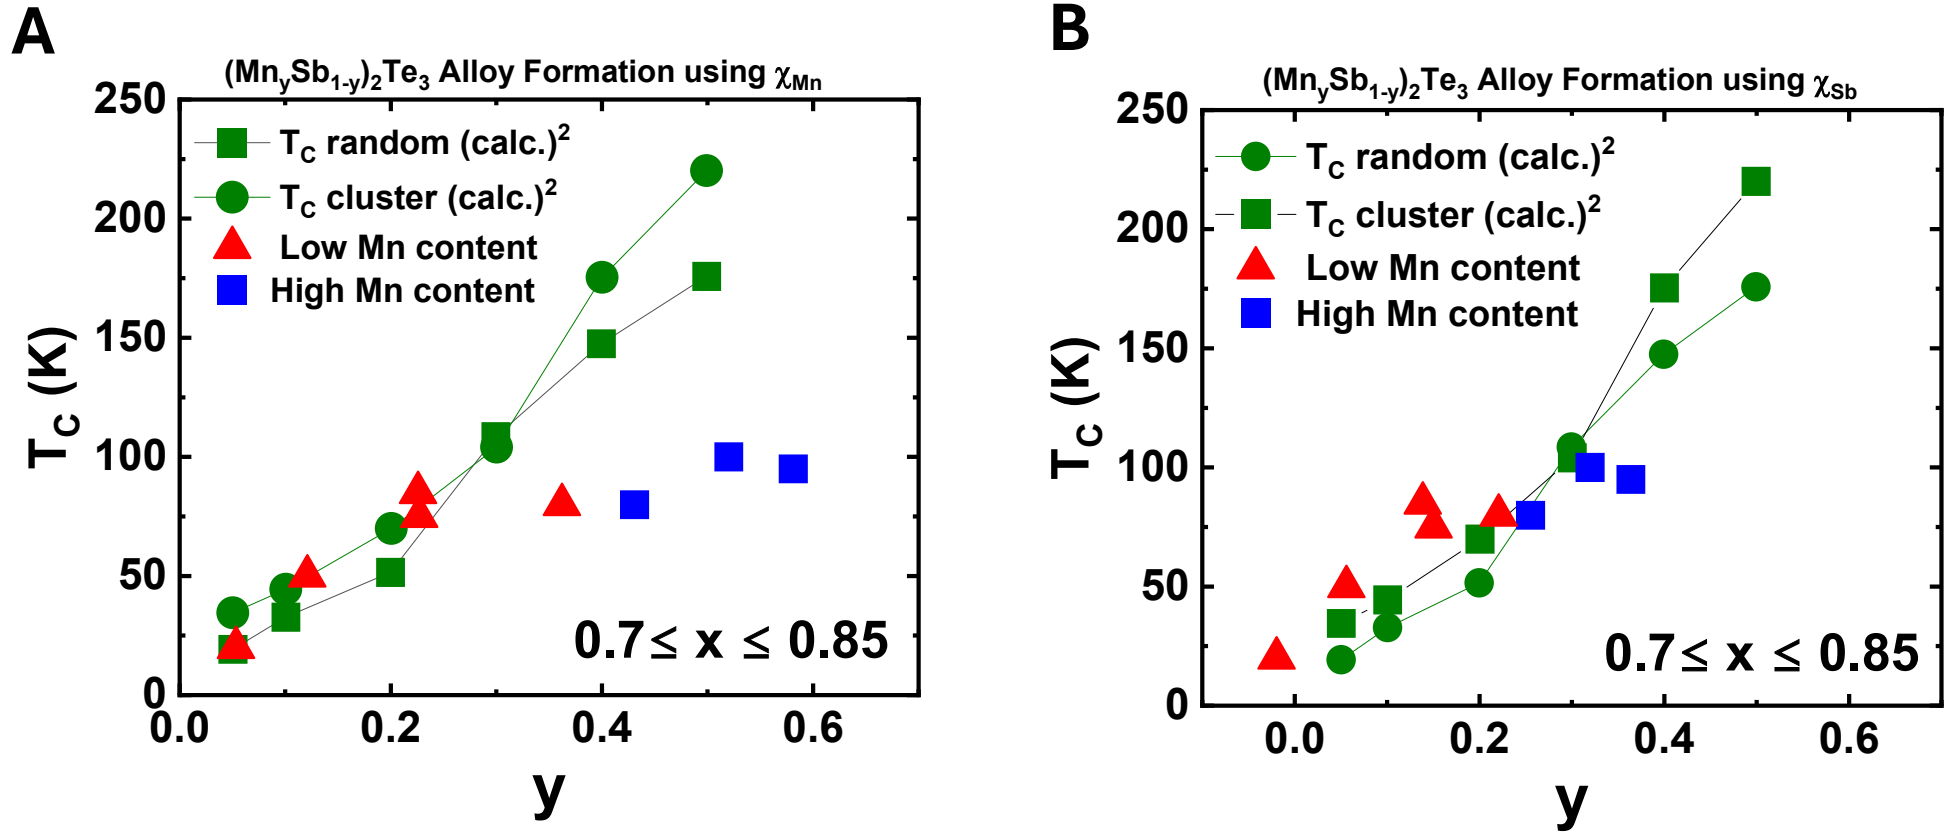 A
(MnySb1-y)2Te3 Alloy Formation using χMn
250
200
150
100
50
0
TC (K)
TC random (calc.)2
TC cluster (calc.)2
Low Mn content
High Mn content
0.7≤ x ≤ 0.85
0.0 0.2 0.4 0.6
y
B
(MnySb1-y)2Te3 Alloy Formation using χSb
250
200
150
100
50
0
TC (K)
TC random (calc.)2
TC cluster (calc.)2
Low Mn content
High Mn content
0.7≤ x ≤ 0.85
0.0 0.2 0.4 0.6
y